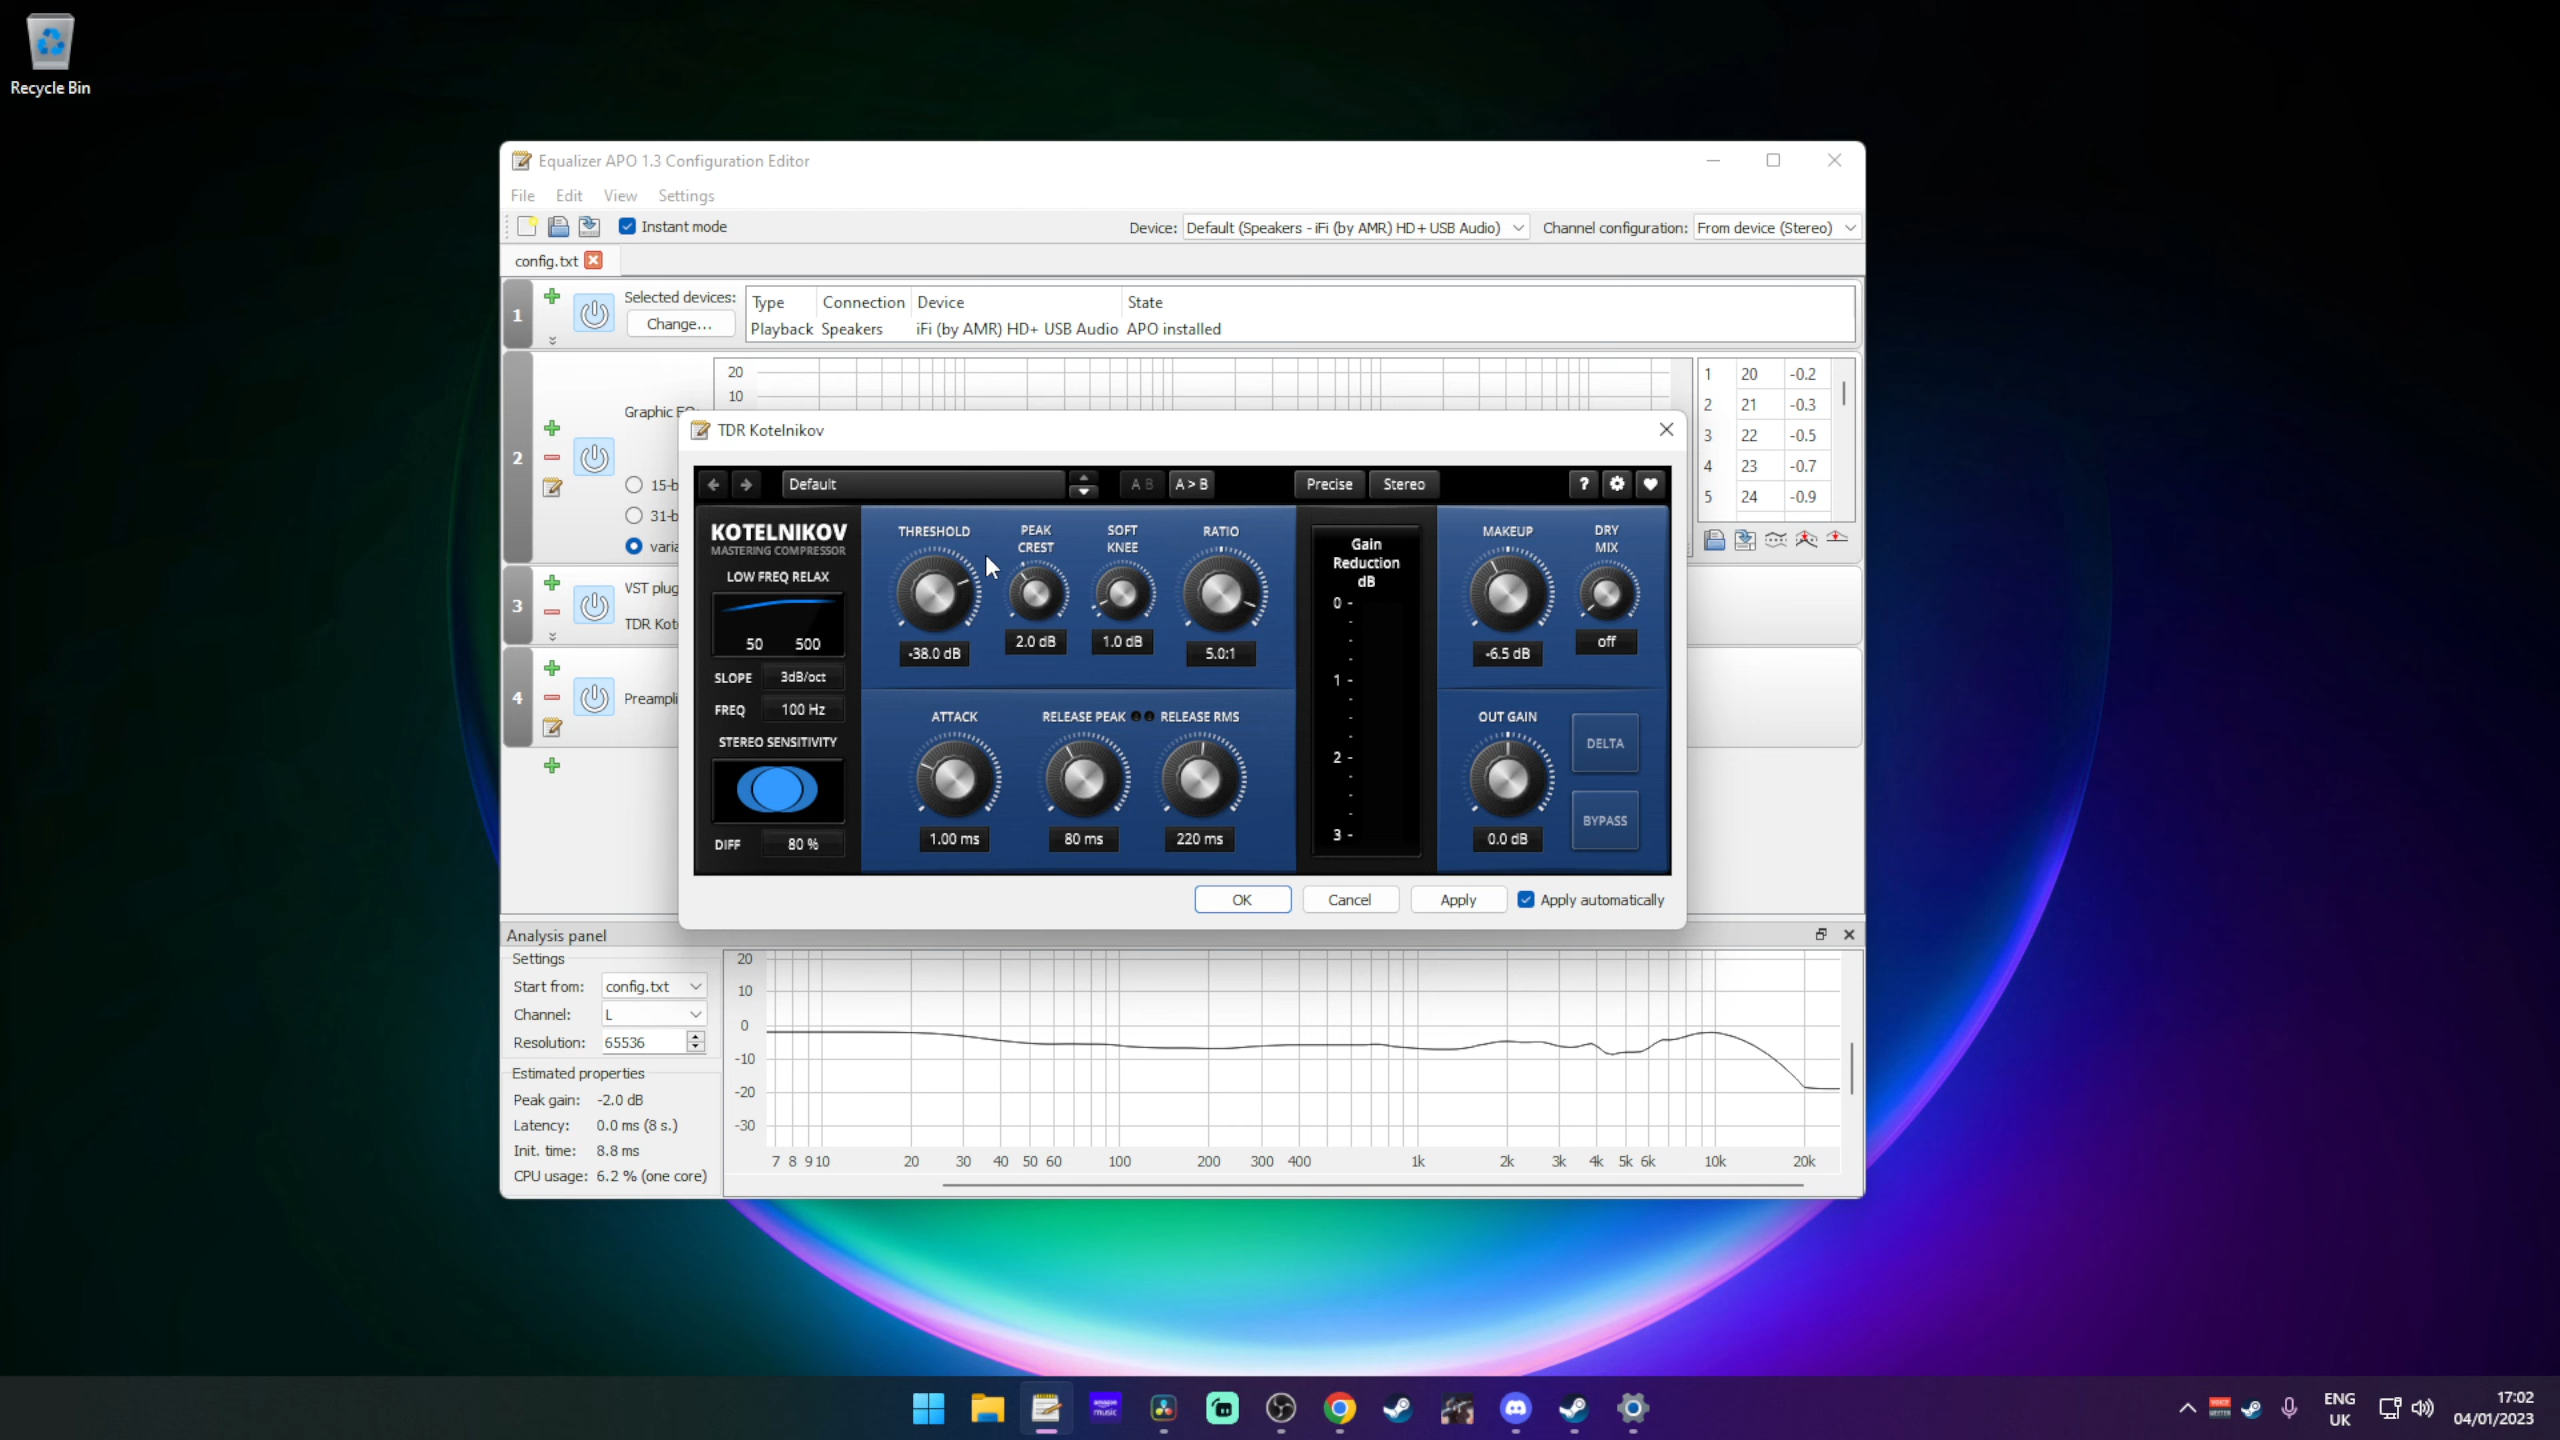 Recycle Bin
Equalizer APO 1.3 Configuration Editor
File Edit View Settings
Instant mode
Device: Default (Speakers - iFi (by AMR) HD+ USB Audio) Channel configuration: From device (Stereo)
config.txt
1
Selected devices:
Change...
Type Connection Device State
Playback Speakers iFi (by AMR) HD+ USB Audio APO installed
2
Graphic EQ:
15-b
31-b
varia
20
10
1 20 -0.2
2 21 -0.3
3 22 -0.5
4 23 -0.7
5 24 -0.9
3
VST plug
TDR Kot
4
Preampli
TDR Kotelnikov
Default
A B
A > B
Precise
Stereo
?
KOTELNIKOV
MASTERING COMPRESSOR
LOW FREQ RELAX
50 500
SLOPE 3dB/oct
FREQ 100 Hz
STEREO SENSITIVITY
DIFF 80 %
THRESHOLD
-38.0 dB
PEAK
CREST
2.0 dB
SOFT
KNEE
1.0 dB
RATIO
5.0:1
ATTACK
1.00 ms
RELEASE PEAK
80 ms
RELEASE RMS
220 ms
Gain
Reduction
dB
0 -
1 -
2 -
3 -
MAKEUP
-6.5 dB
DRY
MIX
off
OUT GAIN
0.0 dB
DELTA
BYPASS
OK
Cancel
Apply
Apply automatically
Analysis panel
Settings
Start from: config.txt
Channel: L
Resolution: 65536
Estimated properties
Peak gain: -2.0 dB
Latency: 0.0 ms (8 s.)
Init. time: 8.8 ms
CPU usage: 6.2 % (one core)
20
10
0
-10
-20
-30
7 8 9 10 20 30 40 50 60 100 200 300 400 1k 2k 3k 4k 5k 6k 10k 20k
amazon
music
ENG
UK
17:02
04/01/2023